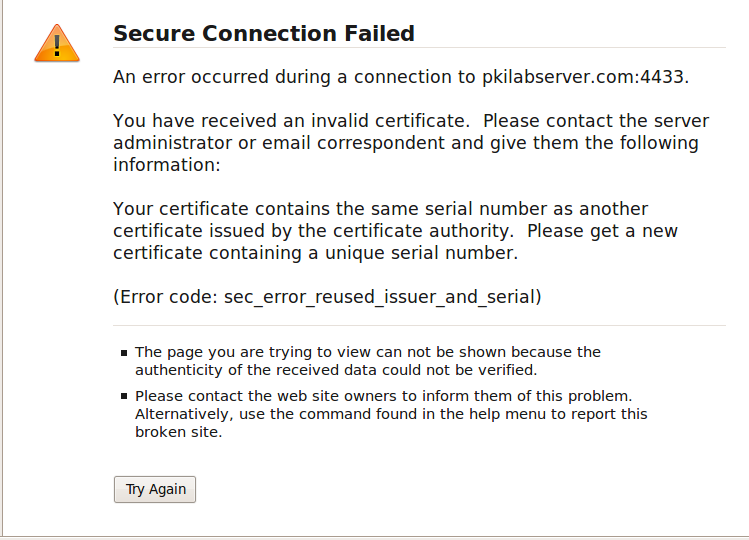 Secure Connection Failed
An error occurred during a connection to pkilabserver.com:4433.
You have received an invalid certificate.  Please contact the server
administrator or email correspondent and give them the following
information:
Your certificate contains the same serial number as another
certificate issued by the certificate authority.  Please get a new
certificate containing a unique serial number.
(Error code: sec_error_reused_issuer_and_serial)
The page you are trying to view can not be shown because the
authenticity of the received data could not be verified.
Please contact the web site owners to inform them of this problem.
Alternatively, use the command found in the help menu to report this
broken site.
Try Again